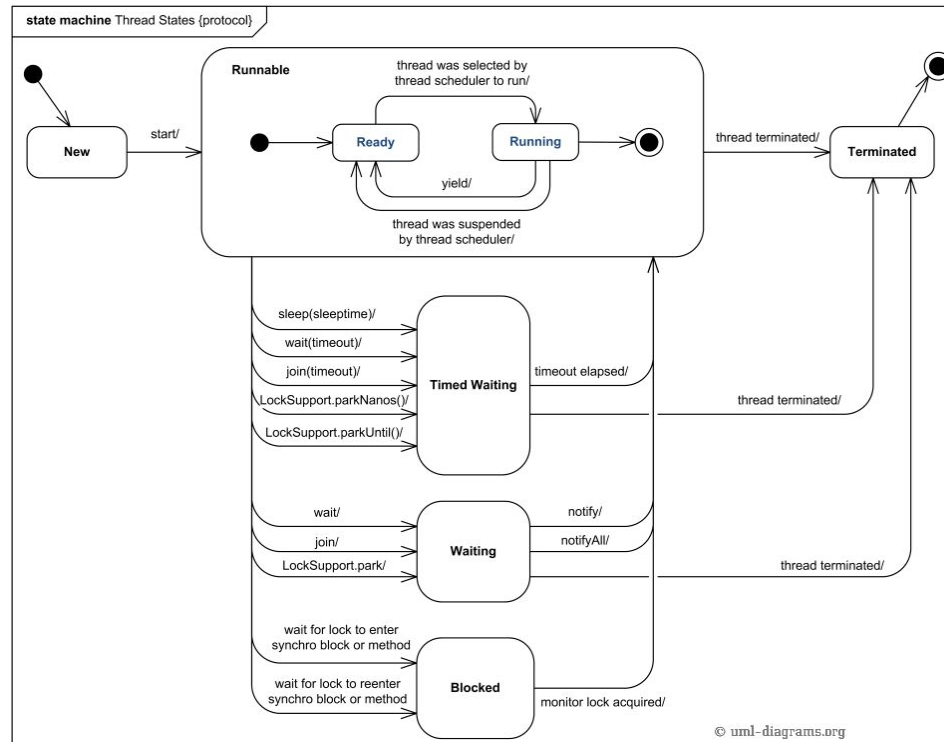 state machine Thread States {protocol}
Runnable
thread was selected by
thread scheduler to run/
New
start/
Ready
Running
thread terminated/
Terminated
yield/
thread was suspended
by thread scheduler/
sleep(sleeptime)/
wait(timeout)/
join(timeout)/
Timed Waiting
timeout elapsed/
LockSupport.parkNanos()/
thread terminated/
LockSupport.parkUntil()/
wait/
notify/
join/
Waiting
notifyAll/
LockSupport.park/
thread terminated/
wait for lock to enter
synchro block or method
Blocked
wait for lock to reenter
synchro block or method
monitor lock acquired/
© uml-diagrams.org